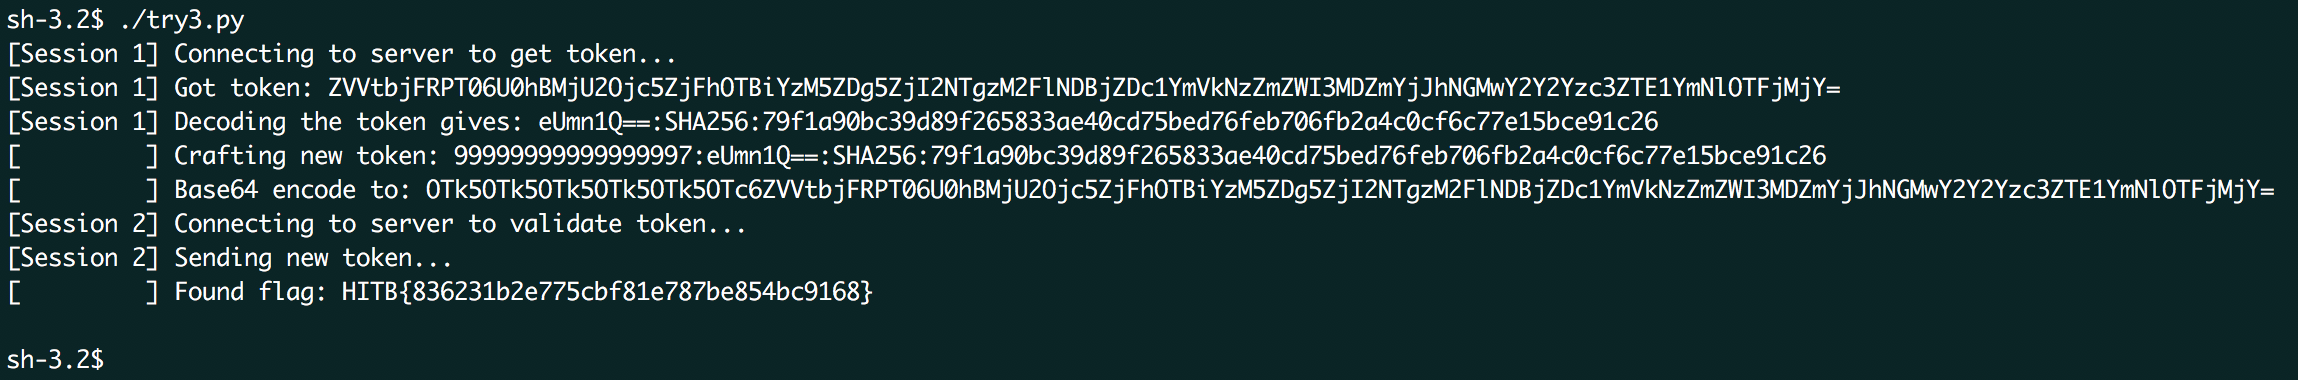 sh-3.2$ ./try3.py
[Session 1] Connecting to server to get token...
[Session 1] Got token: ZVVtbjFRPT06U0hBMjU2Ojc5ZjFhOTBiYzM5ZDg5ZjI2NTgzM2FlNDBjZDc1YmVkNzZmZWI3MDZmYjJhNGMwY2Y2Yzc3ZTE1YmNlOTFjMjY=
[Session 1] Decoding the token gives: eUmn1Q==:SHA256:79f1a90bc39d89f265833ae40cd75bed76feb706fb2a4c0cf6c77e15bce91c26
[        ] Crafting new token: 99999999999999997:eUmn1Q==:SHA256:79f1a90bc39d89f265833ae40cd75bed76feb706fb2a4c0cf6c77e15bce91c26
[        ] Base64 encode to: OTk5OTk5OTk5OTk5OTk5OTc6ZVVtbjFRPT06U0hBMjU2Ojc5ZjFhOTBiYzM5ZDg5ZjI2NTgzM2FlNDBjZDc1YmVkNzZmZWI3MDZmYjJhNGMwY2Y2Yzc3ZTE1YmNlOTFjMjY=
[Session 2] Connecting to server to validate token...
[Session 2] Sending new token...
[        ] Found flag: HITB{836231b2e775cbf81e787be854bc9168}
sh-3.2$